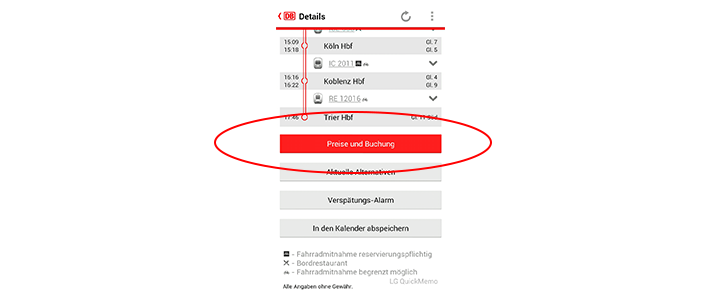 DB Details
15:09 Köln Hbf Gl. 7
15:18 Gl. 5
IC 2011
16:16 Koblenz Hbf Gl. 4
16:22 Gl. 9
RE 12016
17:46 Trier Hbf
Preise und Buchung
Aktuelle Alternativen
Verspätungs-Alarm
In den Kalender abspeichern
- Fahrradmitnahme reservierungspflichtig
- Bordrestaurant
- Fahrradmitnahme begrenzt möglich
LG QuickMemo
Alle Angaben ohne Gewähr.